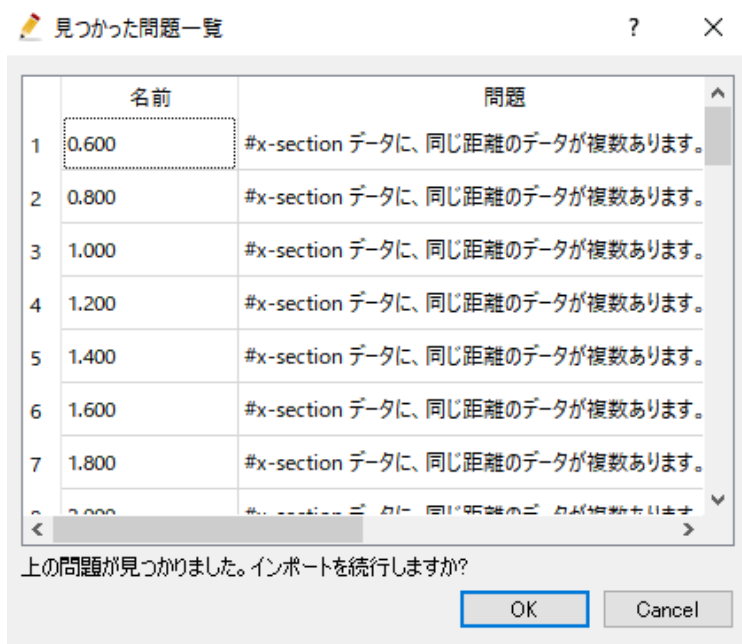 見つかった問題一覧
?
名前 問題
1 0.600 #x-section データに、同じ距離のデータが複数あります。
2 0.800 #x-section データに、同じ距離のデータが複数あります。
3 1.000 #x-section データに、同じ距離のデータが複数あります。
4 1.200 #x-section データに、同じ距離のデータが複数あります。
5 1.400 #x-section データに、同じ距離のデータが複数あります。
6 1.600 #x-section データに、同じ距離のデータが複数あります。
7 1.800 #x-section データに、同じ距離のデータが複数あります。
上の問題が見つかりました。インポートを続行しますか?
OK Cancel